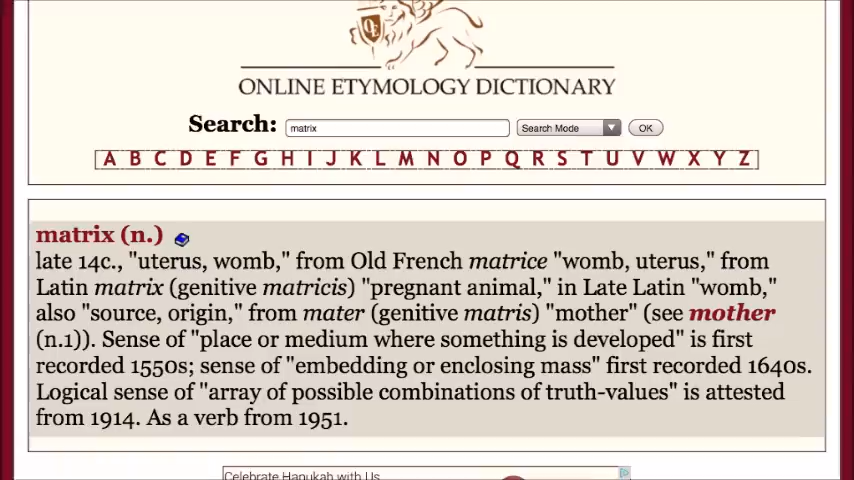 OE
ONLINE ETYMOLOGY DICTIONARY
Search: matrix Search Mode OK
A B C D E F G H I J K L M N O P Q R S T U V W X Y Z
matrix (n.)
late 14c., "uterus, womb," from Old French matrice "womb, uterus," from
Latin matrix (genitive matricis) "pregnant animal," in Late Latin "womb,"
also "source, origin," from mater (genitive matris) "mother" (see mother
(n.1)). Sense of "place or medium where something is developed" is first
recorded 1550s; sense of "embedding or enclosing mass" first recorded 1640s.
Logical sense of "array of possible combinations of truth-values" is attested
from 1914. As a verb from 1951.
Celebrate Hanukah with Us